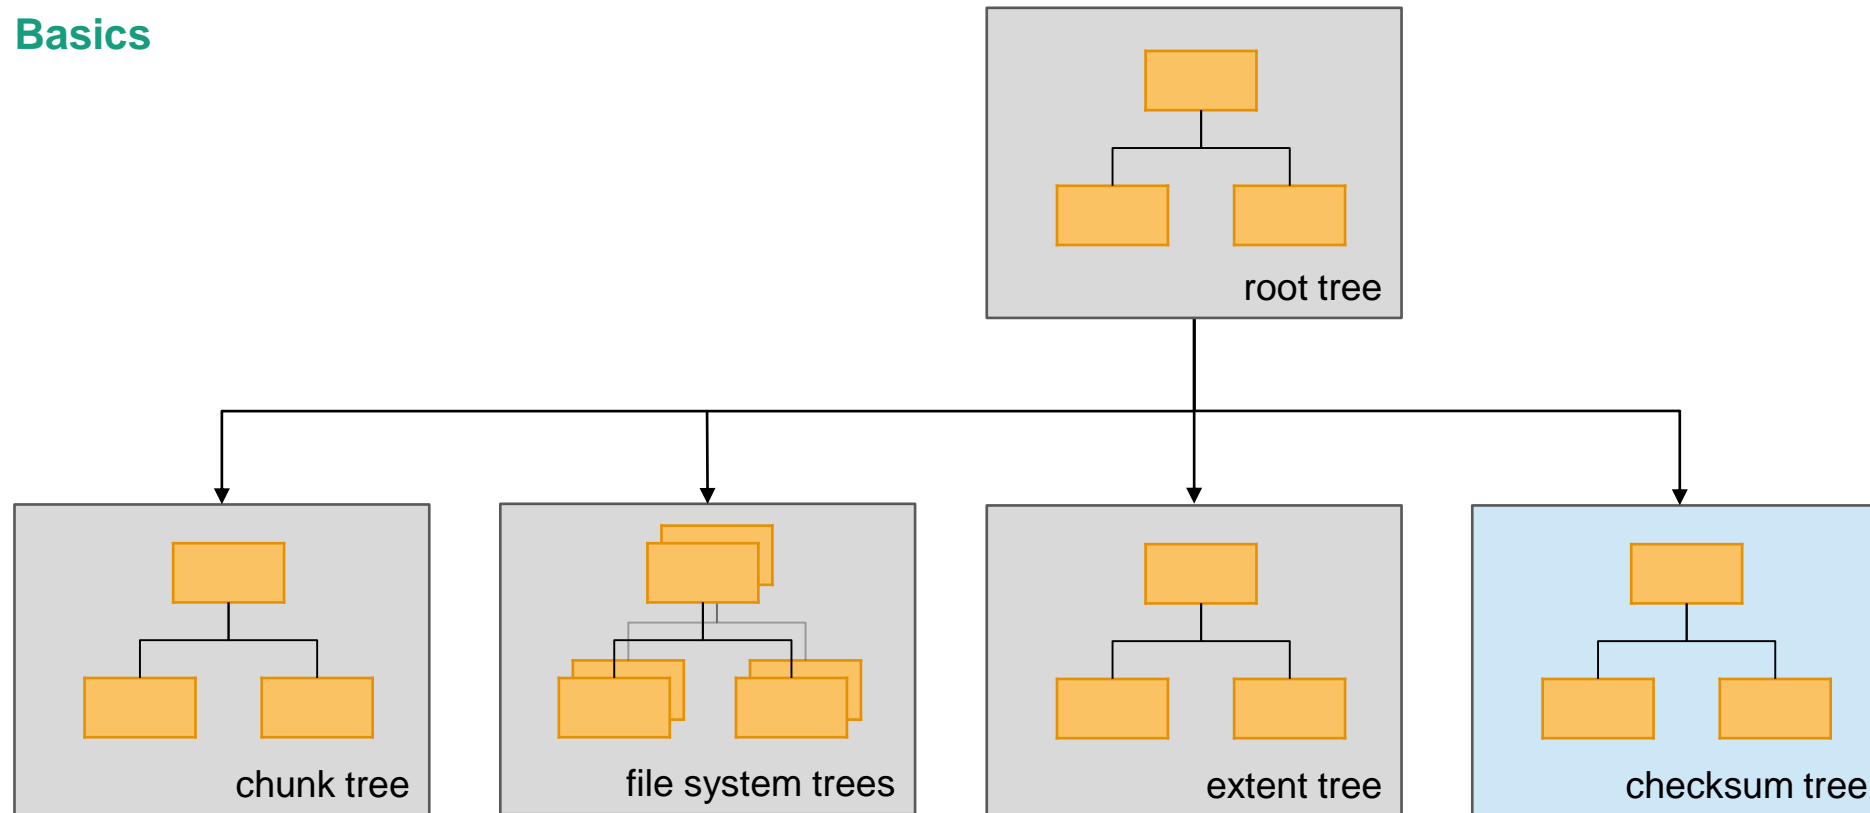 Basics
root tree
chunk tree
file system trees
extent tree
checksum tree